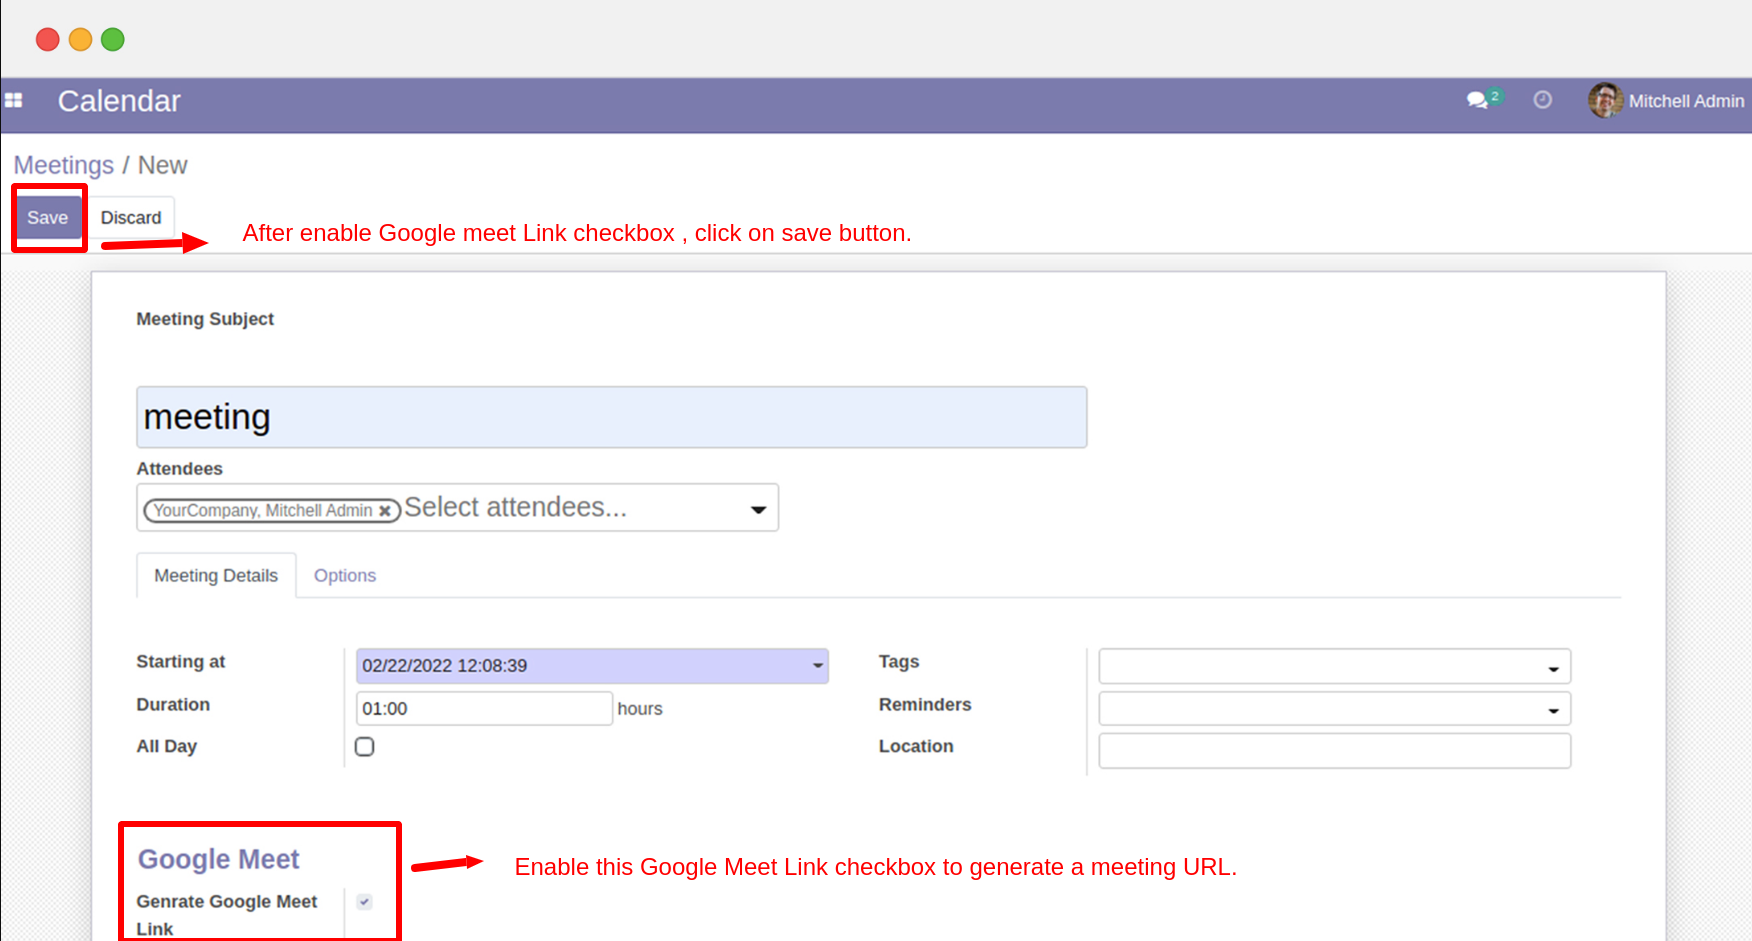 Calendar
2
Mitchell Admin
Meetings / New
Save
Discard
After enable Google meet Link checkbox , click on save button.
Meeting Subject
meeting
Attendees
YourCompany, Mitchell Admin ✖ Select attendees...
Meeting Details
Options
Starting at
02/22/2022 12:08:39
Tags
Duration
01:00 hours
Reminders
All Day
Location
Google Meet
Enable this Google Meet Link checkbox to generate a meeting URL.
Genrate Google Meet
Link